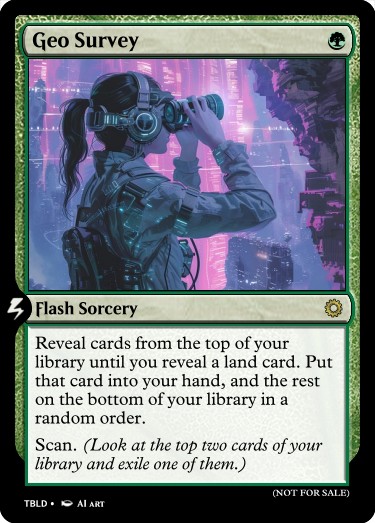 Geo Survey
Flash Sorcery
Reveal cards from the top of your
library until you reveal a land card. Put
that card into your hand, and the rest
on the bottom of your library in a
random order.
Scan. (Look at the top two cards of your
library and exile one of them.)
(NOT FOR SALE)
TBLD • AI ART